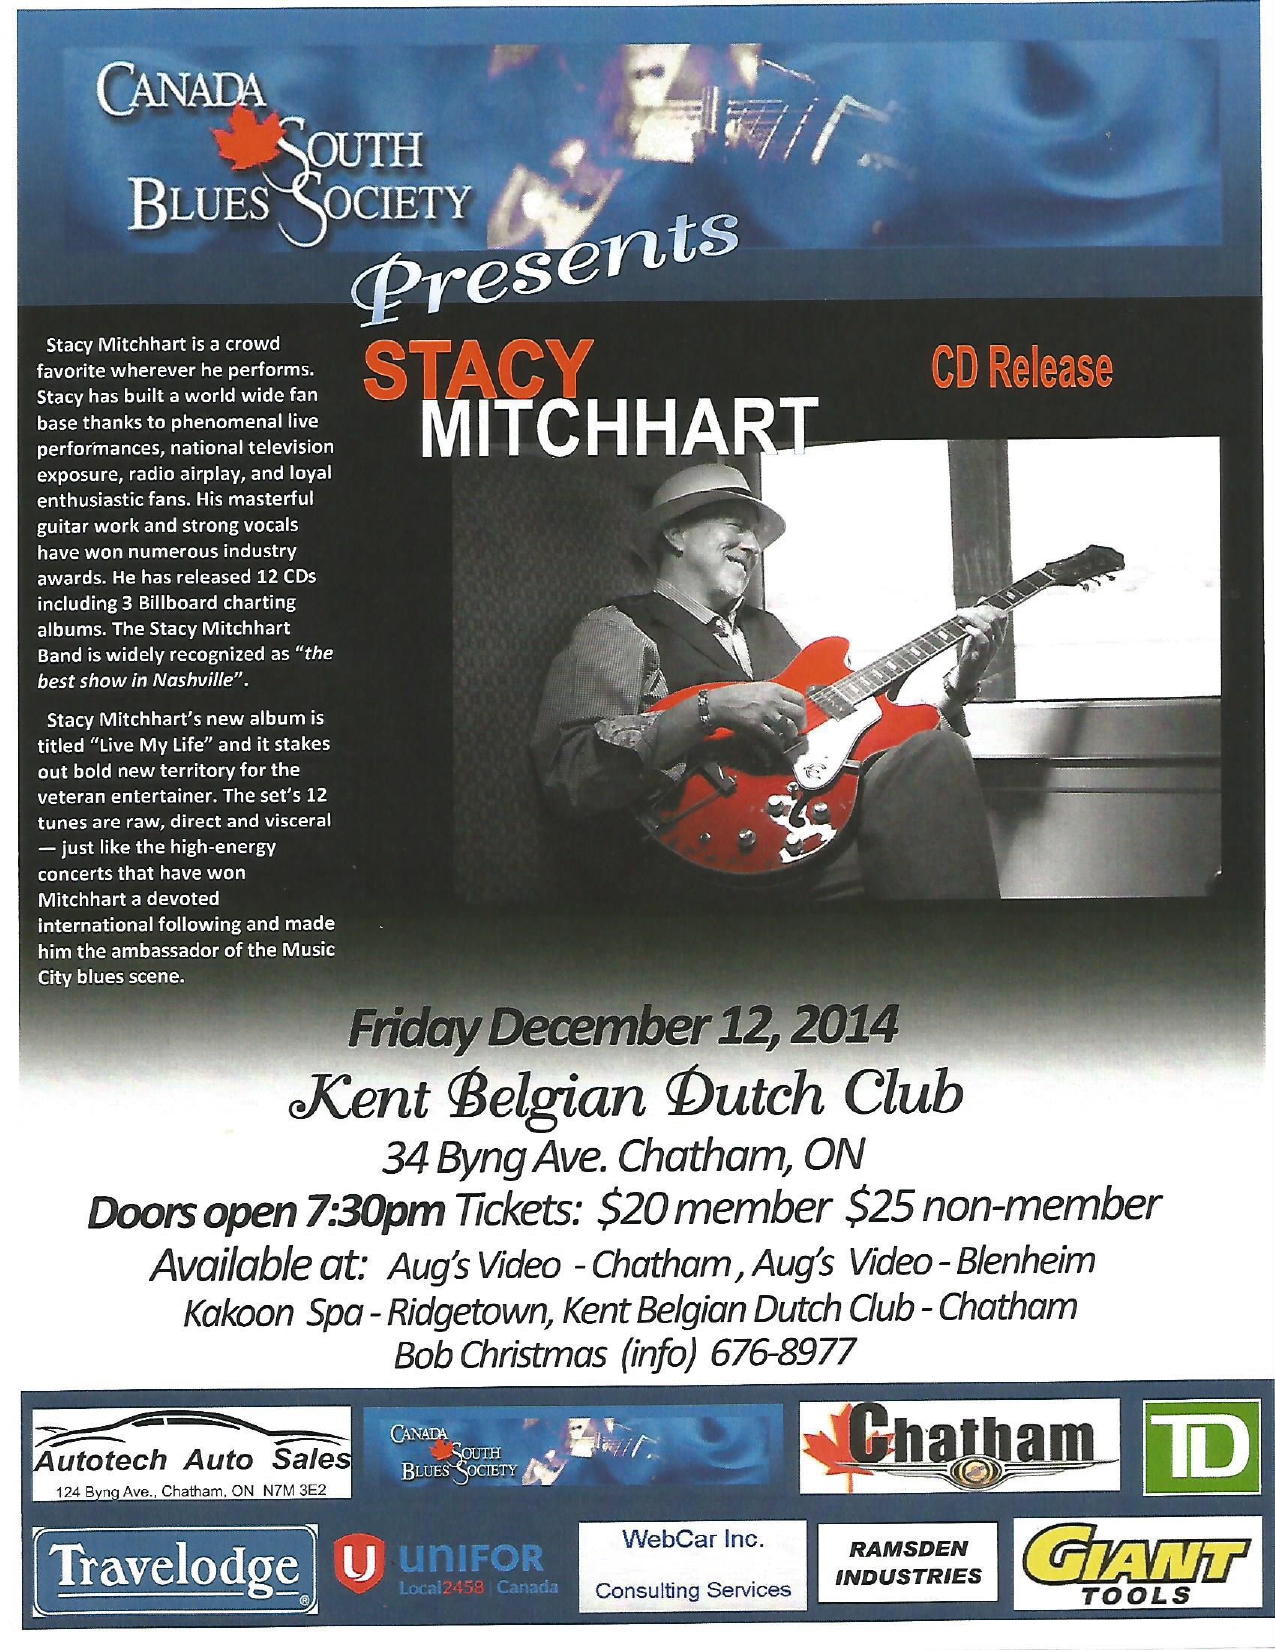 CANADA
SOUTH
BLUES SOCIETY
Presents
STACY
MITCHHART
CD Release
Stacy Mitchhart is a crowd
favorite wherever he performs.
Stacy has built a world wide fan
base thanks to phenomenal live
performances, national television
exposure, radio airplay, and loyal
enthusiastic fans. His masterful
guitar work and strong vocals
have won numerous industry
awards. He has released 12 CDs
including 3 Billboard charting
albums. The Stacy Mitchhart
Band is widely recognized as “the
best show in Nashville”.
Stacy Mitchhart’s new album is
titled “Live My Life” and it stakes
out bold new territory for the
veteran entertainer. The set’s 12
tunes are raw, direct and visceral
— just like the high-energy
concerts that have won
Mitchhart a devoted
international following and made
him the ambassador of the Music
City blues scene.
Friday December 12, 2014
Kent Belgian Dutch Club
34 Byng Ave. Chatham, ON
Doors open 7:30pm Tickets: $20 member $25 non-member
Available at: Aug’s Video - Chatham, Aug’s Video - Blenheim
Kakoon Spa - Ridgetown, Kent Belgian Dutch Club - Chatham
Bob Christmas (info) 676-8977
Autotech Auto Sales
124 Byng Ave., Chatham, ON N7M 3E2
CANADA
SOUTH
BLUES SOCIETY
Chatham
TD
Travelodge®
U UNIFOR
Local2458 | Canada
WebCar Inc.
Consulting Services
RAMSDEN
INDUSTRIES
GIANT
TOOLS